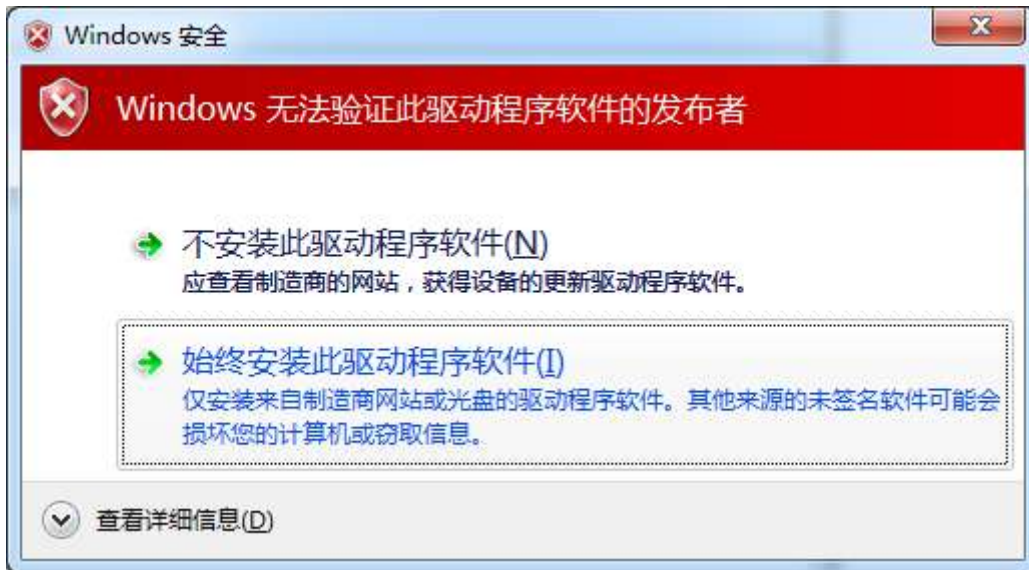 Windows 安全
Windows 无法验证此驱动程序软件的发布者
不安装此驱动程序软件(N)
应查看制造商的网站，获得设备的更新驱动程序软件。
始终安装此驱动程序软件(I)
仅安装来自制造商网站或光盘的驱动程序软件。其他来源的未签名软件可能会
损坏您的计算机或窃取信息。
查看详细信息(D)